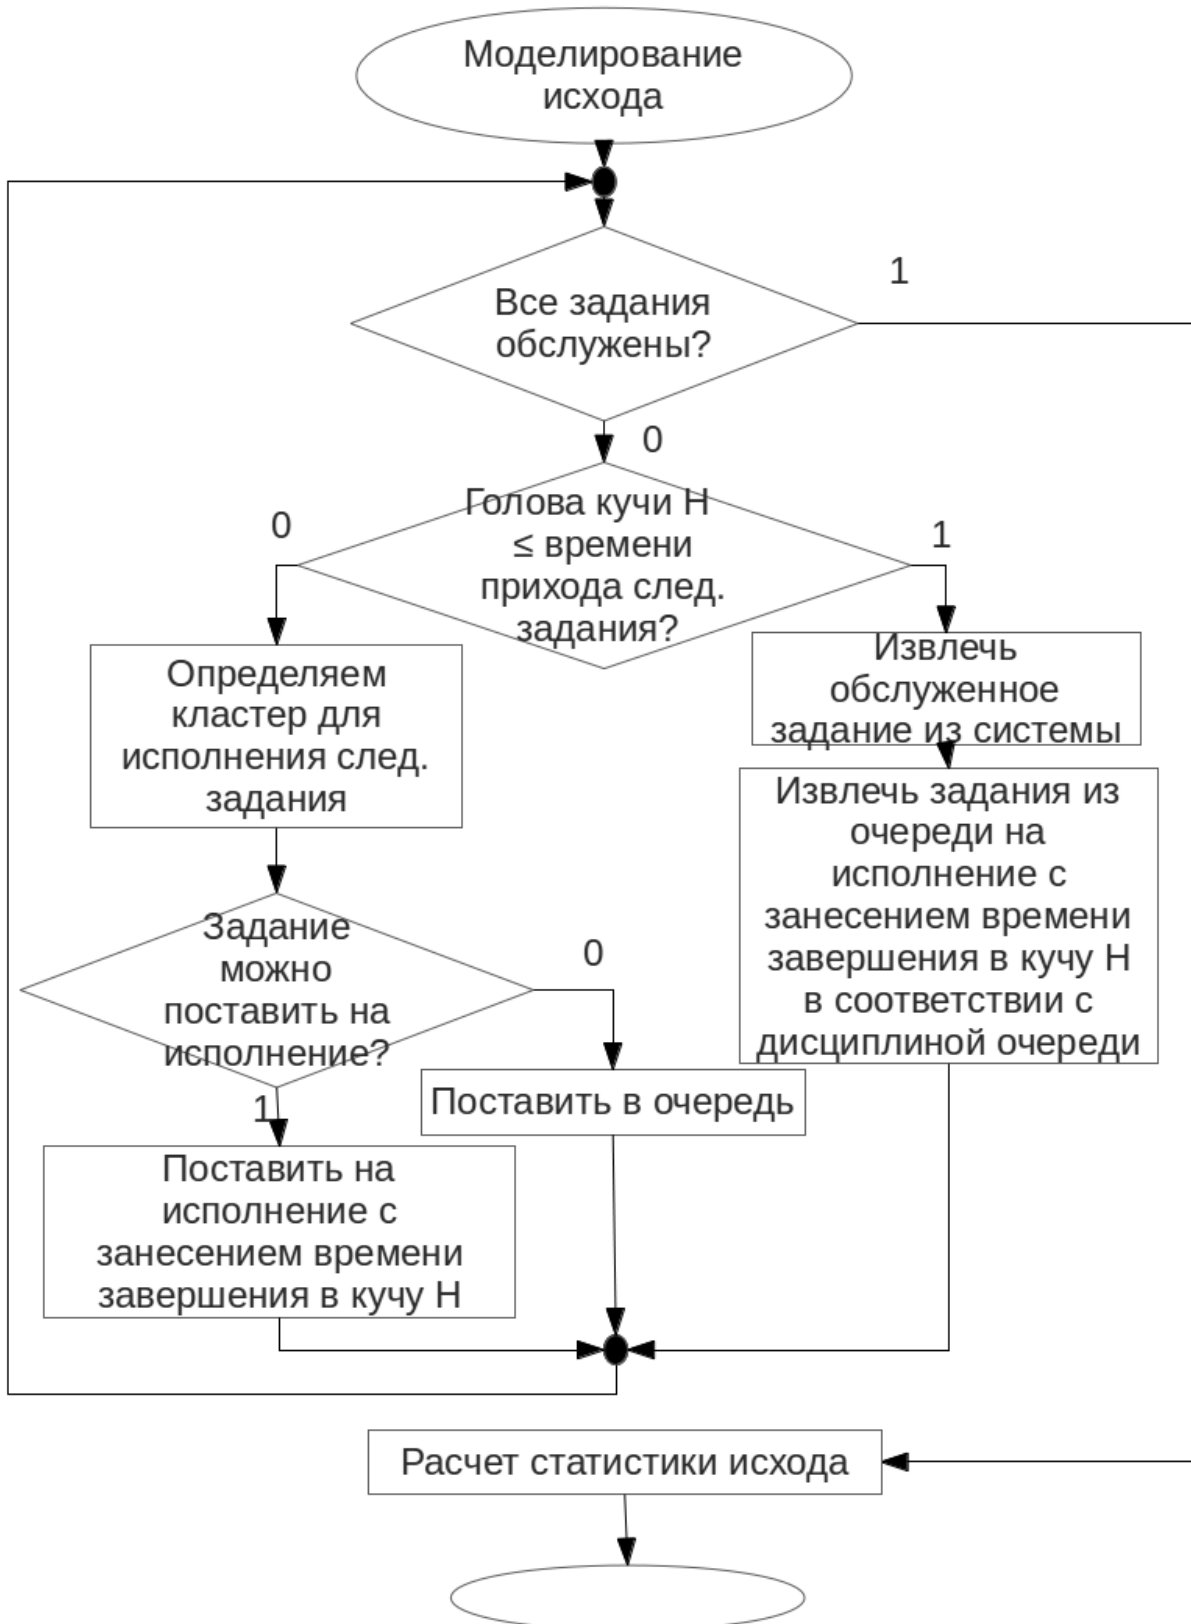 Моделирование
исхода
1
Все задания
обслужены?
0
Голова кучи H
≤ времени
прихода след.
задания?
0
1
Определяем
кластер для
исполнения след.
задания
Извлечь
обслуженное
задание из системы
Извлечь задания из
очереди на
исполнение с
занесением времени
завершения в кучу H
в соответствии с
дисциплиной очереди
Задание
можно
поставить на
исполнение?
0
1
Поставить в очередь
Поставить на
исполнение с
занесением времени
завершения в кучу H
Расчет статистики исхода